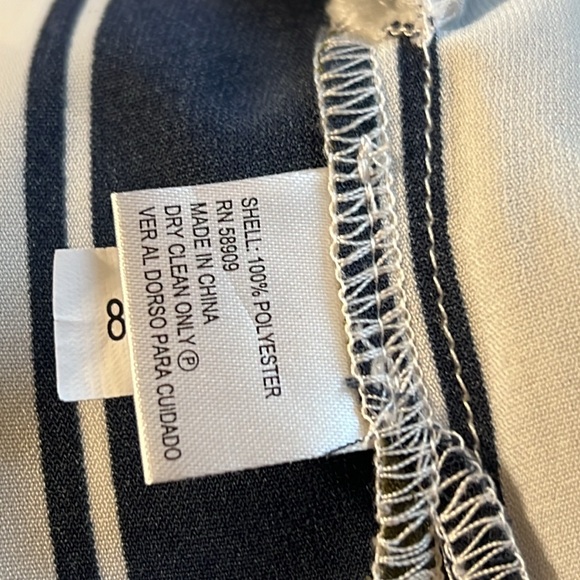 SHELL: 100% POLYESTER
RN 58909
MADE IN CHINA
DRY CLEAN ONLY Ⓟ
VER AL DORSO PARA CUIDADO
8